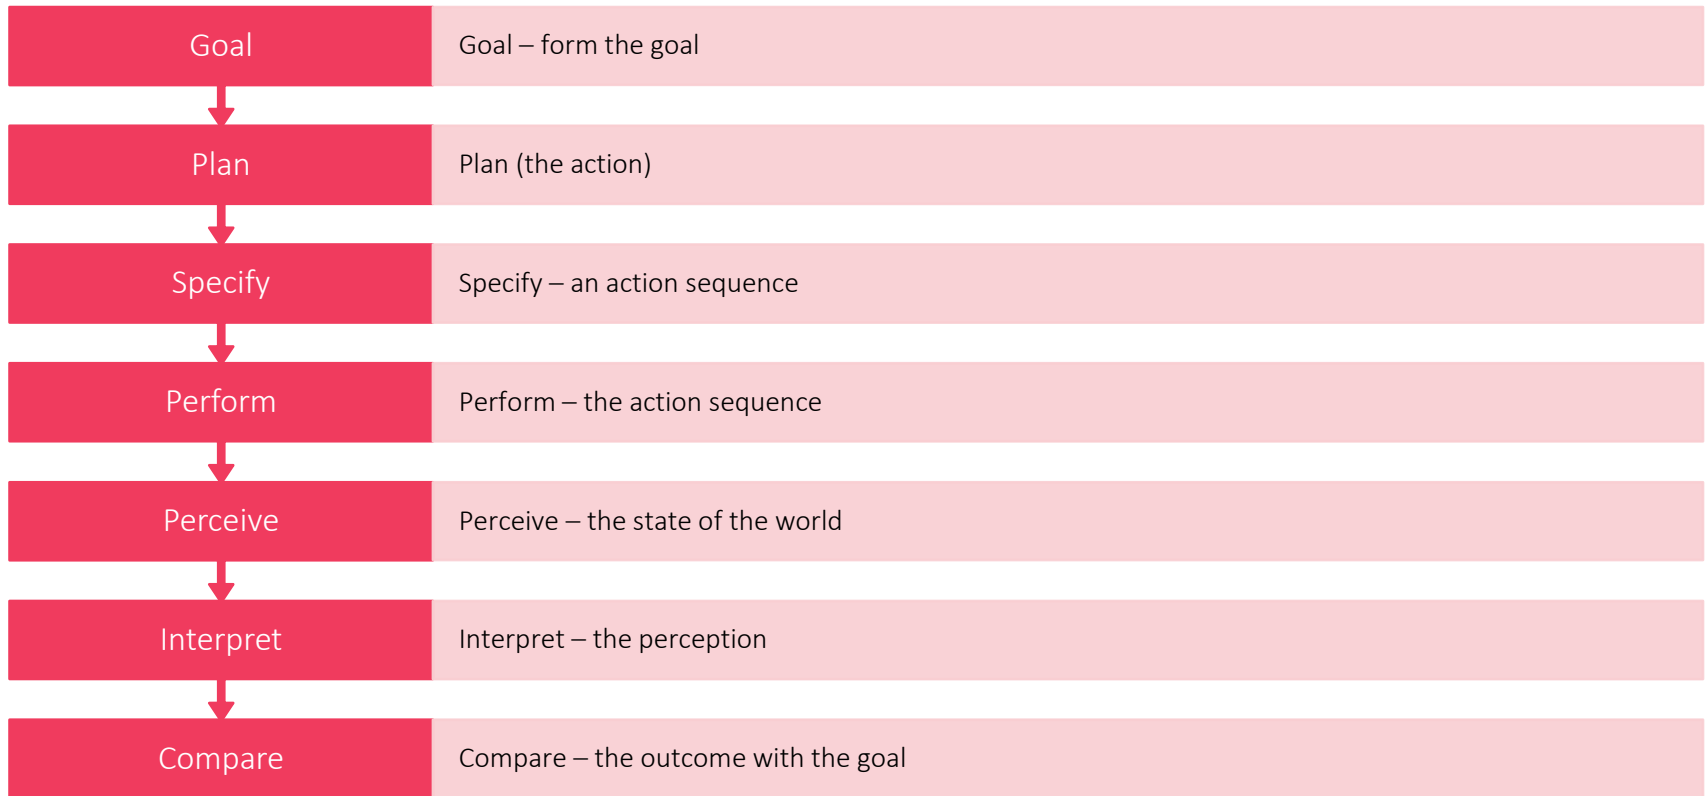 Goal
Goal – form the goal
Plan
Plan (the action)
Specify
Specify – an action sequence
Perform
Perform – the action sequence
Perceive
Perceive – the state of the world
Interpret
Interpret – the perception
Compare
Compare – the outcome with the goal